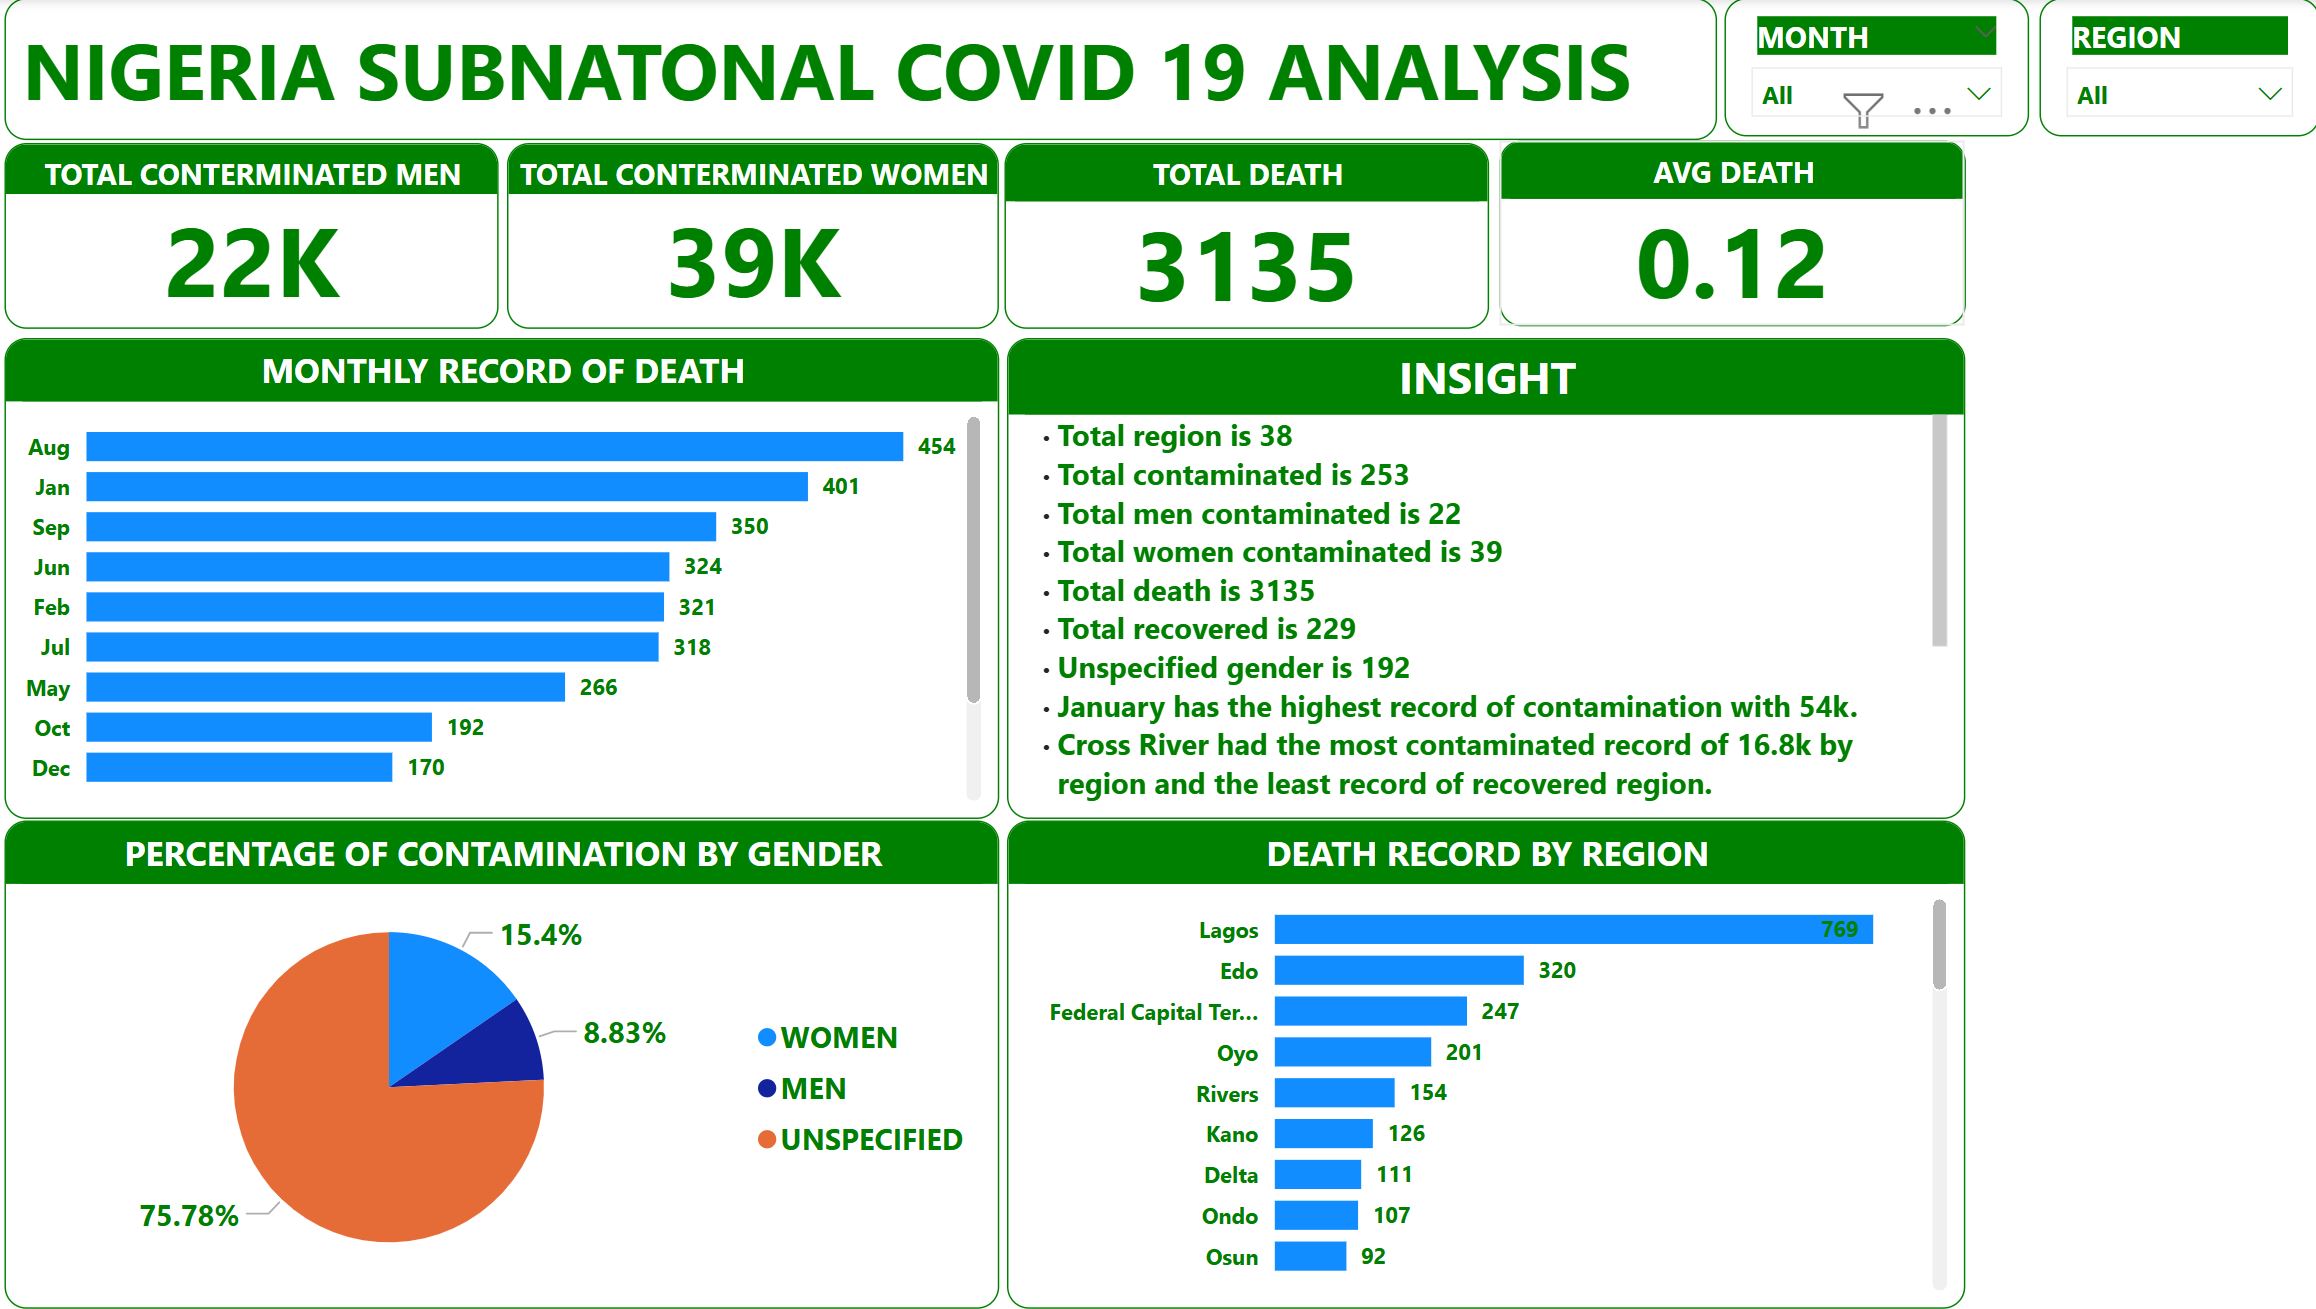 NIGERIA SUBNATONAL COVID 19 ANALYSIS
MONTH
All
REGION
All
TOTAL CONTERMINATED MEN
22K
TOTAL CONTERMINATED WOMEN
39K
TOTAL DEATH
3135
AVG DEATH
0.12
MONTHLY RECORD OF DEATH
Aug 454
Jan 401
Sep 350
Jun 324
Feb 321
Jul 318
May 266
Oct 192
Dec 170
INSIGHT
• Total region is 38
• Total contaminated is 253
• Total men contaminated is 22
• Total women contaminated is 39
• Total death is 3135
• Total recovered is 229
• Unspecified gender is 192
• January has the highest record of contamination with 54k.
• Cross River had the most contaminated record of 16.8k by
region and the least record of recovered region.
PERCENTAGE OF CONTAMINATION BY GENDER
15.4%
8.83%
75.78%
WOMEN
MEN
UNSPECIFIED
DEATH RECORD BY REGION
Lagos 769
Edo 320
Federal Capital Ter... 247
Oyo 201
Rivers 154
Kano 126
Delta 111
Ondo 107
Osun 92